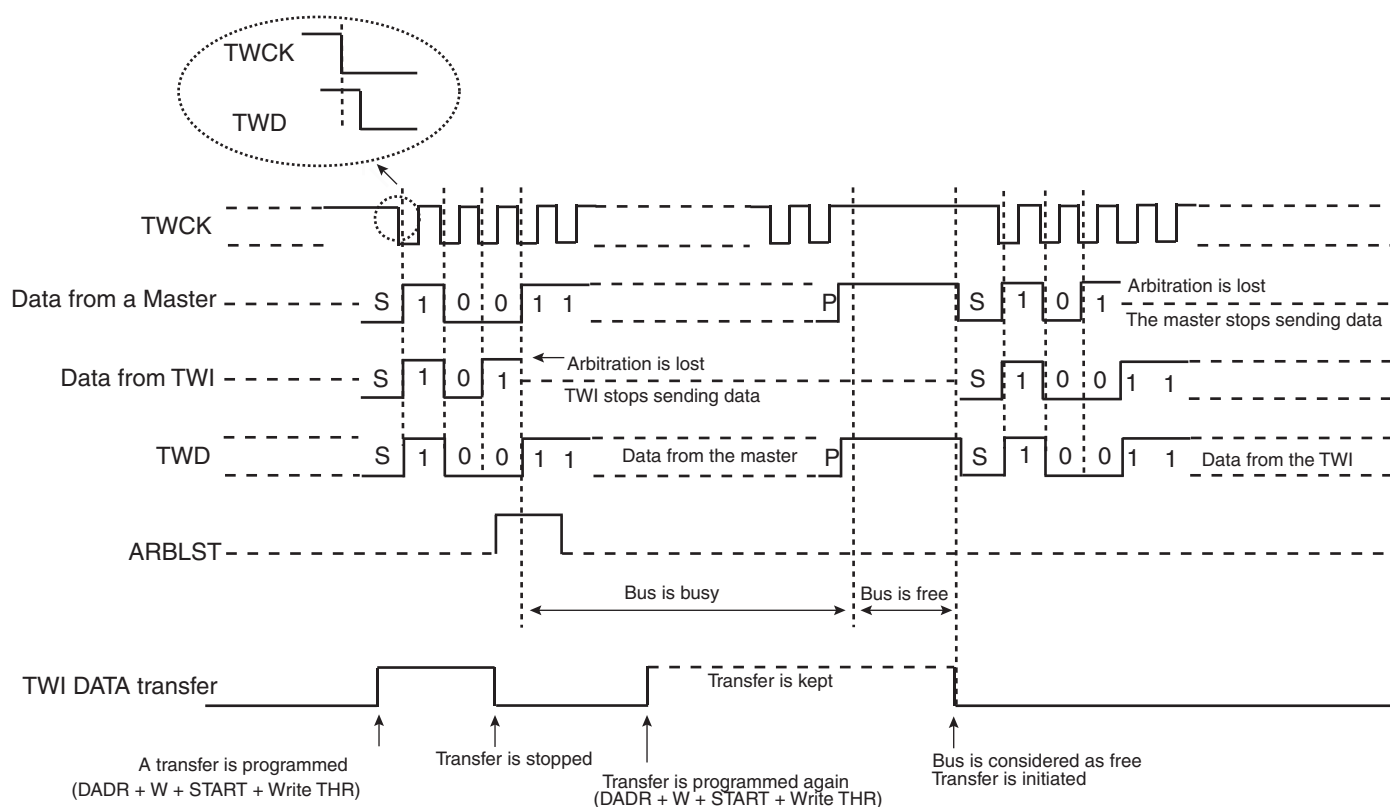 TWCK
TWD
TWCK
Data from a Master
S 1 0 0 1 1
P
S 1 0 1
Arbitration is lost
The master stops sending data
Data from TWI
S 1 0 1
Arbitration is lost
TWI stops sending data
S 1 0 0 1 1
TWD
S 1 0 0 1 1
Data from the master
P
S 1 0 0 1 1
Data from the TWI
ARBLST
Bus is busy
Bus is free
TWI DATA transfer
Transfer is kept
A transfer is programmed
(DADR + W + START + Write THR)
Transfer is stopped
Transfer is programmed again
(DADR + W + START + Write THR)
Bus is considered as free
Transfer is initiated